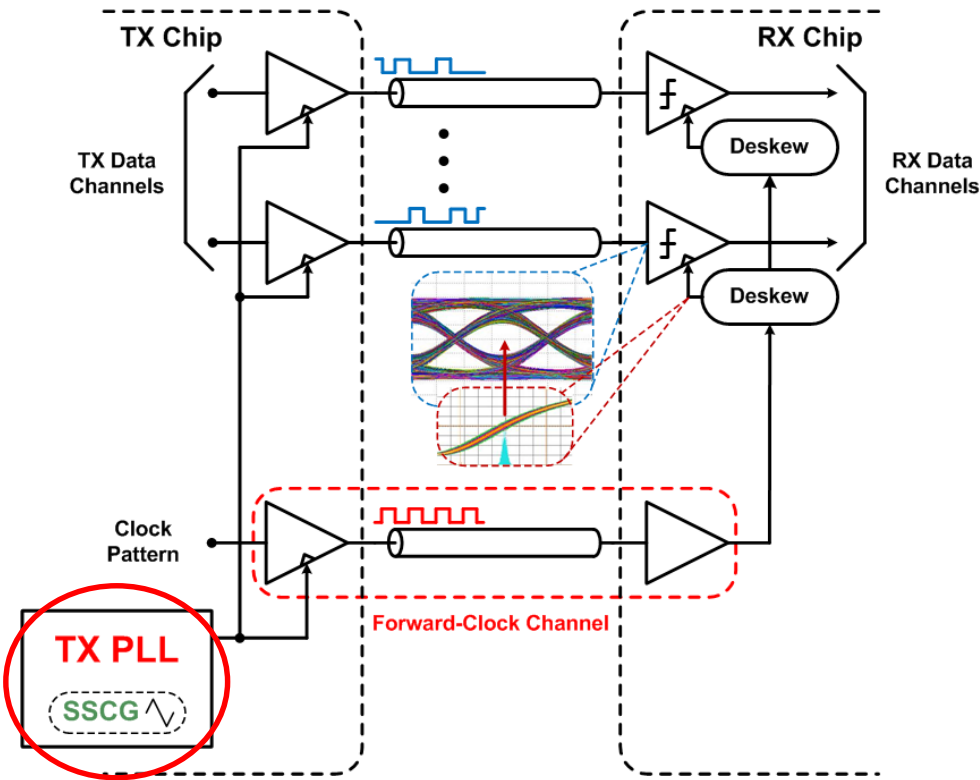 TX Chip
RX Chip
TX Data
Channels
Deskew
RX Data
Channels
Deskew
Clock
Pattern
Forward-Clock Channel
TX PLL
SSCG